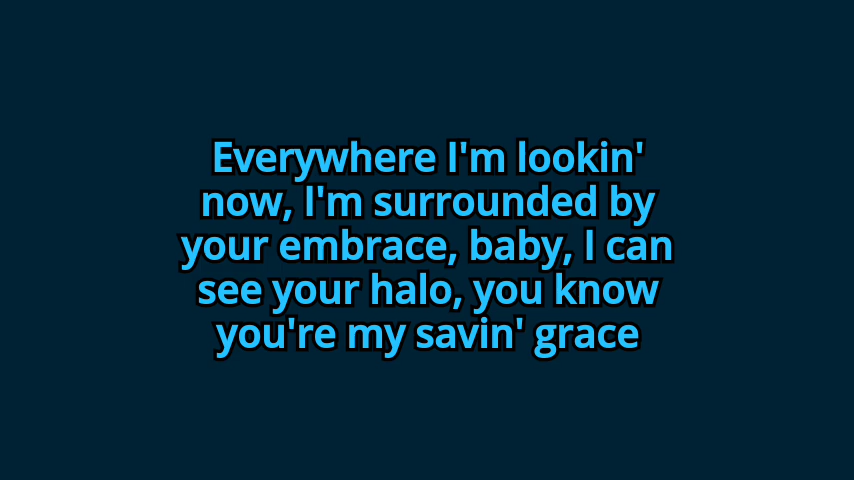 Everywhere I'm lookin'
now, I'm surrounded by
your embrace, baby, I can
see your halo, you know
you're my savin' grace